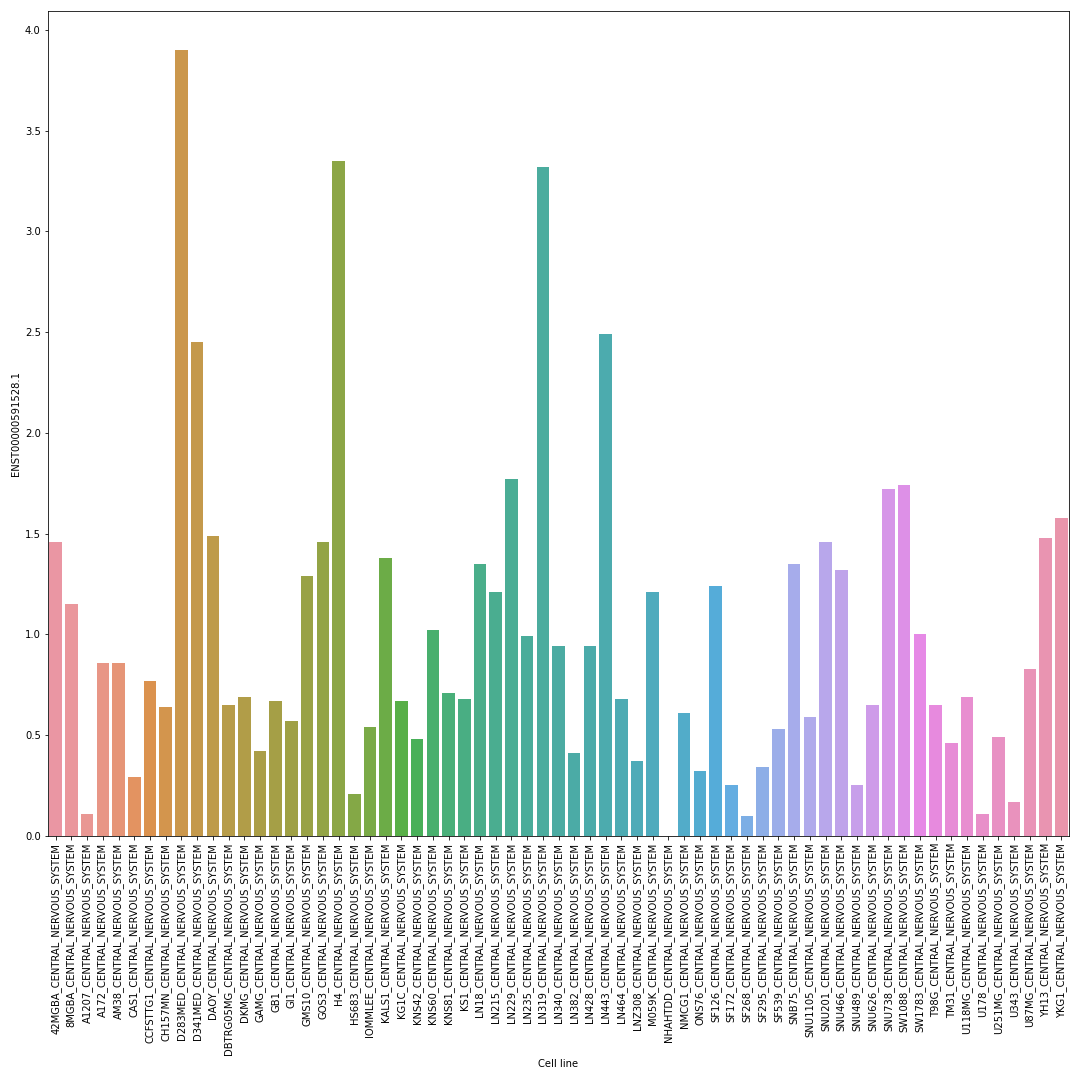 4.0
3.5
3.0
2.5
2.0
1.5
1.0
0.5
0.0
ENST00000591528.1
42MGBA_CENTRAL_NERVOUS_SYSTEM
8MGBA_CENTRAL_NERVOUS_SYSTEM
A1207_CENTRAL_NERVOUS_SYSTEM
A172_CENTRAL_NERVOUS_SYSTEM
AM38_CENTRAL_NERVOUS_SYSTEM
CAS1_CENTRAL_NERVOUS_SYSTEM
CCFSTTG1_CENTRAL_NERVOUS_SYSTEM
CH157MN_CENTRAL_NERVOUS_SYSTEM
D283MED_CENTRAL_NERVOUS_SYSTEM
D341MED_CENTRAL_NERVOUS_SYSTEM
DAOY_CENTRAL_NERVOUS_SYSTEM
DBTRG05MG_CENTRAL_NERVOUS_SYSTEM
DKMG_CENTRAL_NERVOUS_SYSTEM
GAMG_CENTRAL_NERVOUS_SYSTEM
GB1_CENTRAL_NERVOUS_SYSTEM
GI1_CENTRAL_NERVOUS_SYSTEM
GMS10_CENTRAL_NERVOUS_SYSTEM
GOS3_CENTRAL_NERVOUS_SYSTEM
H4_CENTRAL_NERVOUS_SYSTEM
HS683_CENTRAL_NERVOUS_SYSTEM
IOMMLEE_CENTRAL_NERVOUS_SYSTEM
KALS1_CENTRAL_NERVOUS_SYSTEM
KG1C_CENTRAL_NERVOUS_SYSTEM
KNS42_CENTRAL_NERVOUS_SYSTEM
KNS60_CENTRAL_NERVOUS_SYSTEM
KNS81_CENTRAL_NERVOUS_SYSTEM
KS1_CENTRAL_NERVOUS_SYSTEM
LN18_CENTRAL_NERVOUS_SYSTEM
LN215_CENTRAL_NERVOUS_SYSTEM
LN229_CENTRAL_NERVOUS_SYSTEM
LN235_CENTRAL_NERVOUS_SYSTEM
LN319_CENTRAL_NERVOUS_SYSTEM
LN340_CENTRAL_NERVOUS_SYSTEM
LN382_CENTRAL_NERVOUS_SYSTEM
LN428_CENTRAL_NERVOUS_SYSTEM
LN443_CENTRAL_NERVOUS_SYSTEM
LN464_CENTRAL_NERVOUS_SYSTEM
LNZ308_CENTRAL_NERVOUS_SYSTEM
M059K_CENTRAL_NERVOUS_SYSTEM
NHAHTDD_CENTRAL_NERVOUS_SYSTEM
NMCG1_CENTRAL_NERVOUS_SYSTEM
ONS76_CENTRAL_NERVOUS_SYSTEM
SF126_CENTRAL_NERVOUS_SYSTEM
SF172_CENTRAL_NERVOUS_SYSTEM
SF268_CENTRAL_NERVOUS_SYSTEM
SF295_CENTRAL_NERVOUS_SYSTEM
SF539_CENTRAL_NERVOUS_SYSTEM
SNB75_CENTRAL_NERVOUS_SYSTEM
SNU1105_CENTRAL_NERVOUS_SYSTEM
SNU201_CENTRAL_NERVOUS_SYSTEM
SNU466_CENTRAL_NERVOUS_SYSTEM
SNU489_CENTRAL_NERVOUS_SYSTEM
SNU626_CENTRAL_NERVOUS_SYSTEM
SNU738_CENTRAL_NERVOUS_SYSTEM
SW1088_CENTRAL_NERVOUS_SYSTEM
SW1783_CENTRAL_NERVOUS_SYSTEM
T98G_CENTRAL_NERVOUS_SYSTEM
TM31_CENTRAL_NERVOUS_SYSTEM
U118MG_CENTRAL_NERVOUS_SYSTEM
U178_CENTRAL_NERVOUS_SYSTEM
U251MG_CENTRAL_NERVOUS_SYSTEM
U343_CENTRAL_NERVOUS_SYSTEM
U87MG_CENTRAL_NERVOUS_SYSTEM
YH13_CENTRAL_NERVOUS_SYSTEM
YKG1_CENTRAL_NERVOUS_SYSTEM
Cell line